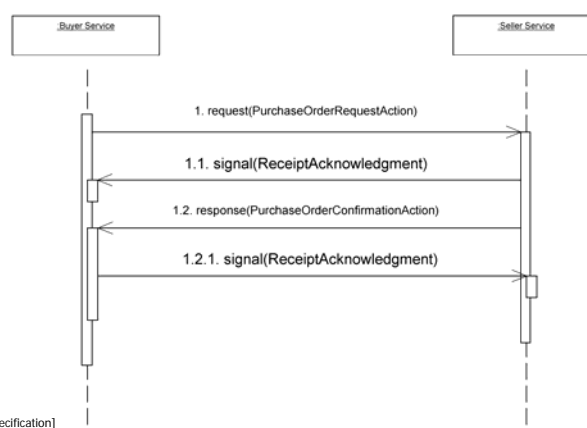 :Buyer Service
:Seller Service
1. request(PurchaseOrderRequestAction)
1.1. signal(ReceiptAcknowledgment)
1.2. response(PurchaseOrderConfirmationAction)
1.2.1. signal(ReceiptAcknowledgment)
ecification]